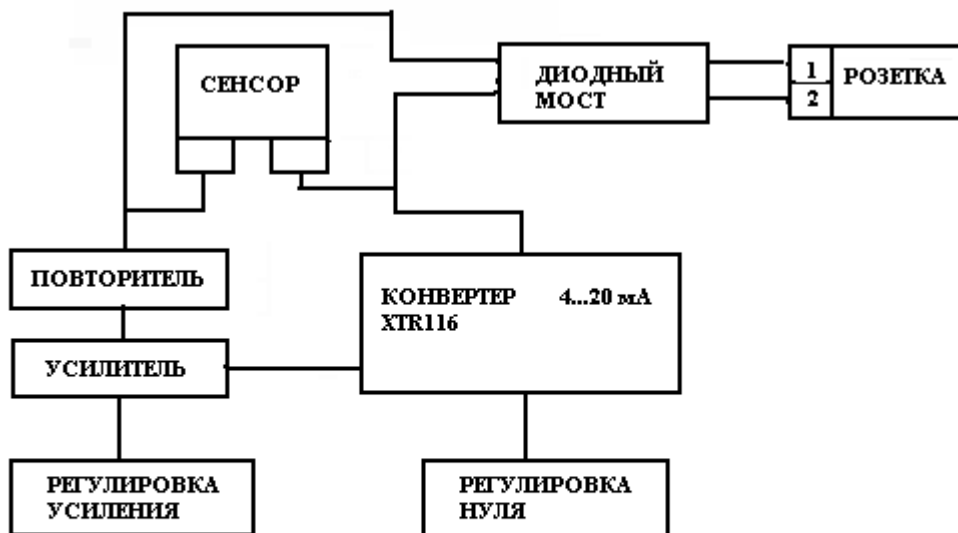 СЕНСОР
ДИОДНЫЙ
МОСТ
1
2
РОЗЕТКА
ПОВТОРИТЕЛЬ
УСИЛИТЕЛЬ
КОНВЕРТЕР 4...20 мА
XTR116
РЕГУЛИРОВКА
УСИЛЕНИЯ
РЕГУЛИРОВКА
НУЛЯ